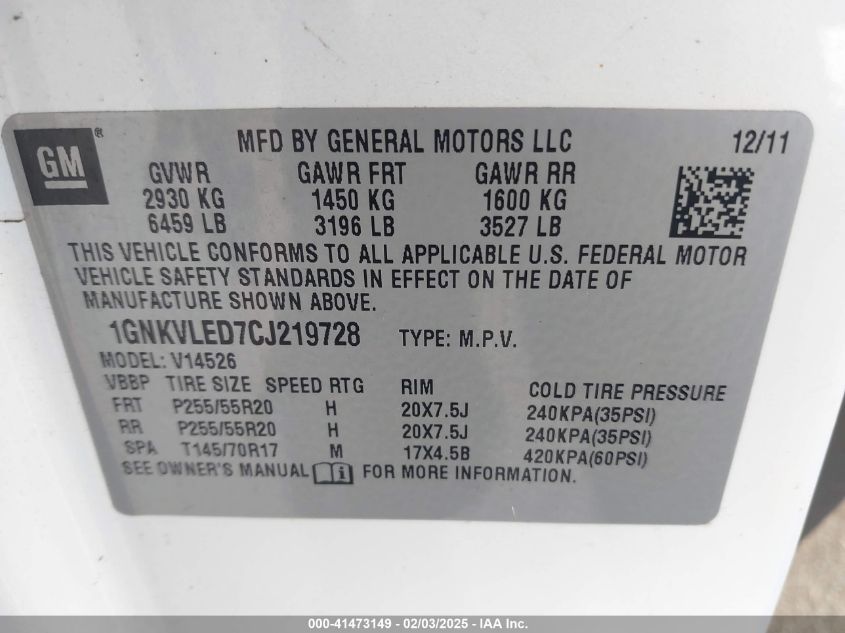 GM ® MFD BY GENERAL MOTORS LLC 12/11
GVWR GAWR FRT GAWR RR
2930 KG 1450 KG 1600 KG
6459 LB 3196 LB 3527 LB
THIS VEHICLE CONFORMS TO ALL APPLICABLE U.S. FEDERAL MOTOR
VEHICLE SAFETY STANDARDS IN EFFECT ON THE DATE OF
MANUFACTURE SHOWN ABOVE.
1GNKVLED7CJ219728 TYPE: M.P.V.
MODEL: V14526
VBBP TIRE SIZE SPEED RTG RIM COLD TIRE PRESSURE
FRT P255/55R20 H 20X7.5J 240KPA(35PSI)
RR P255/55R20 H 20X7.5J 240KPA(35PSI)
SPA T145/70R17 M 17X4.5B 420KPA(60PSI)
SEE OWNER'S MANUAL i FOR MORE INFORMATION.
000-41473149 — 02/03/2025 — IAA Inc.